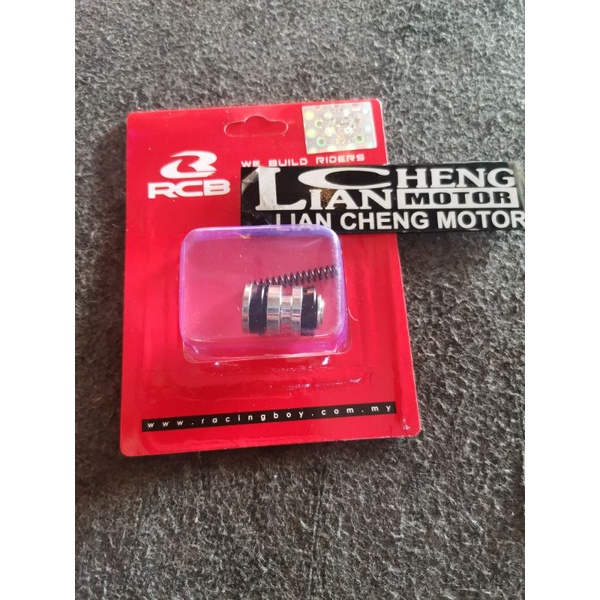 RCB
WE BUILD RIDERS
LIAN CHENG
MOTOR
LIAN CHENG MOTOR
www.racingboy.com.my